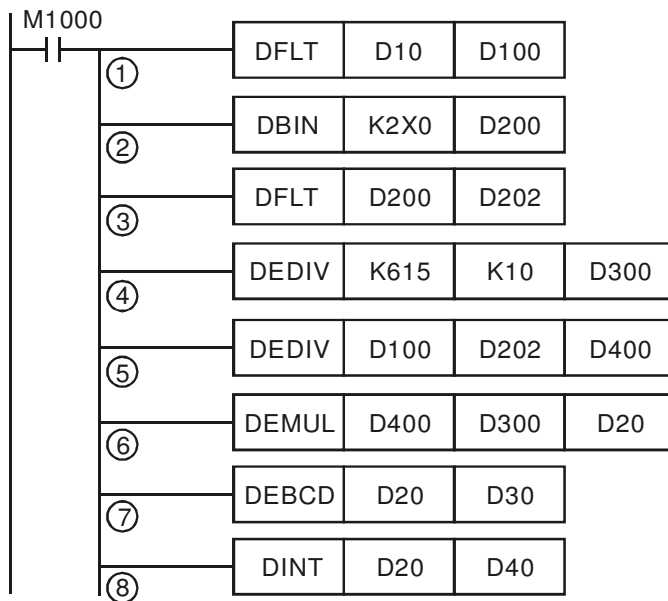 M1000
① DFLT D10 D100
② DBIN K2X0 D200
③ DFLT D200 D202
④ DEDIV K615 K10 D300
⑤ DEDIV D100 D202 D400
⑥ DEMUL D400 D300 D20
⑦ DEBCD D20 D30
⑧ DINT D20 D40